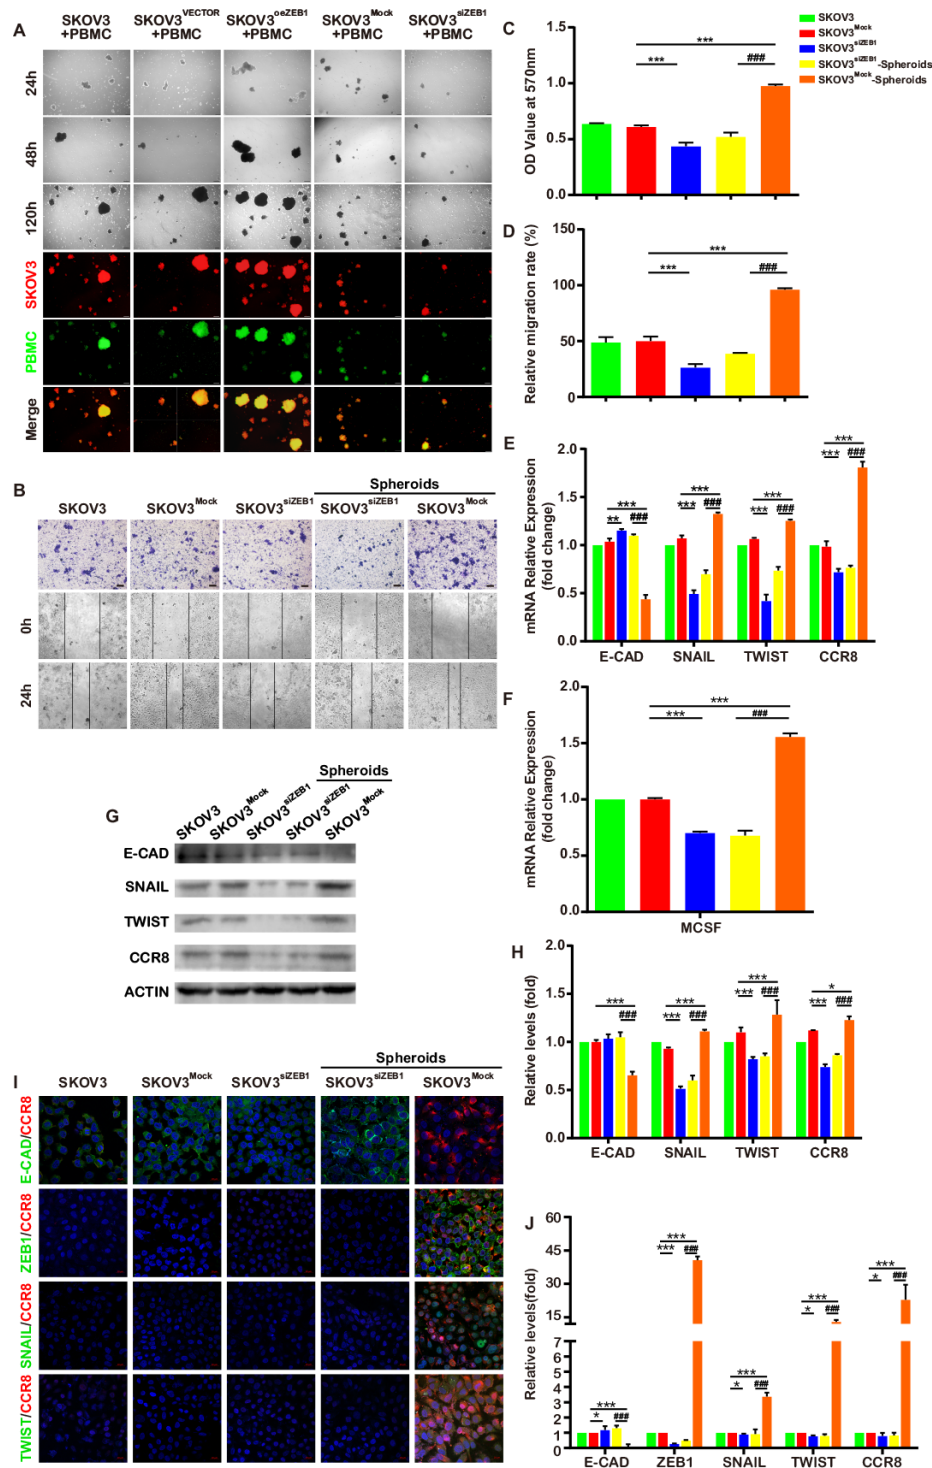 A
SKOV3 +PBMC
SKOV3VECTOR +PBMC
SKOV3oeZEB1 +PBMC
SKOV3Mock +PBMC
SKOV3siZEB1 +PBMC
24h
48h
120h
SKOV3
PBMC
Merge
B
Spheroids
SKOV3
SKOV3Mock
SKOV3siZEB1
SKOV3siZEB1
SKOV3Mock
0h
24h
C
SKOV3
SKOV3Mock
SKOV3siZEB1
SKOV3siZEB1-Spheroids
SKOV3Mock-Spheroids
OD Value at 570nm
1.5
1.0
0.5
0.0
***
***
###
D
Relative migration rate (%)
150
100
50
0
***
***
###
E
mRNA Relative Expression
(fold change)
2.0
1.5
1.0
0.5
0.0
***
** ###
***
*** ###
***
*** ###
***
*** ###
E-CAD
SNAIL
TWIST
CCR8
F
mRNA Relative Expression
(fold change)
2.0
1.5
1.0
0.5
0.0
***
***
###
MCSF
G
Spheroids
SKOV3
SKOV3Mock
SKOV3siZEB1
SKOV3siZEB1
SKOV3Mock
E-CAD
SNAIL
TWIST
CCR8
ACTIN
H
Relative levels (fold)
2.0
1.5
1.0
0.5
0.0
***
###
***
*** ###
***
*** ###
*
*** ###
E-CAD
SNAIL
TWIST
CCR8
I
Spheroids
SKOV3
SKOV3Mock
SKOV3siZEB1
SKOV3siZEB1
SKOV3Mock
E-CAD/CCR8
ZEB1/CCR8
SNAIL/CCR8
TWIST/CCR8
J
Relative levels(fold)
60
45
30
15
7
6
5
4
3
2
1
0
***
* ###
***
*** ###
***
* ###
***
* ###
***
* ###
E-CAD
ZEB1
SNAIL
TWIST
CCR8